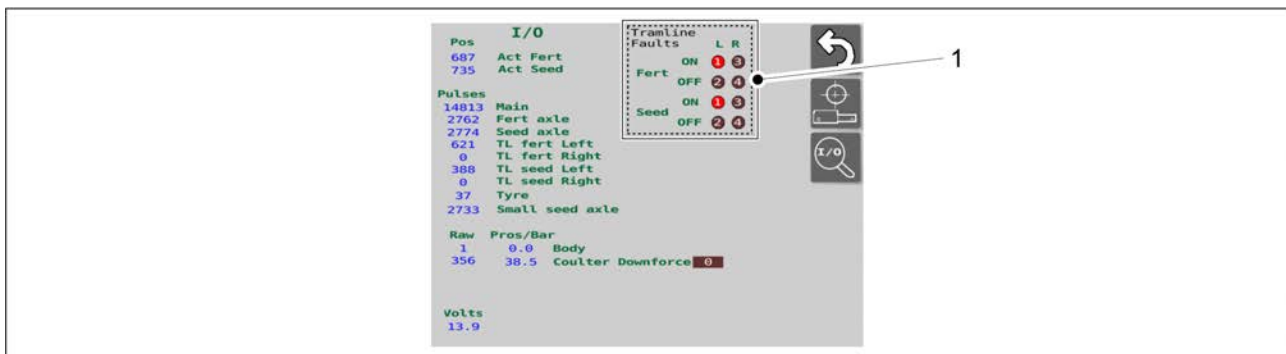 I/O
Pos
687 Act Fert
735 Act Seed
Tramline
Faults L R
Fert
ON 1 3
OFF 2 4
Seed
ON 1 3
OFF 2 4
1
Pulses
14813 Main
2762 Fert axle
2774 Seed axle
621 TL fert Left
0 TL fert Right
388 TL seed Left
0 TL seed Right
37 Tyre
2733 Small seed axle
I/O
Raw Pros/Bar
1 0.0 Body
356 38.5 Coulter Downforce 0
Volts
13.9